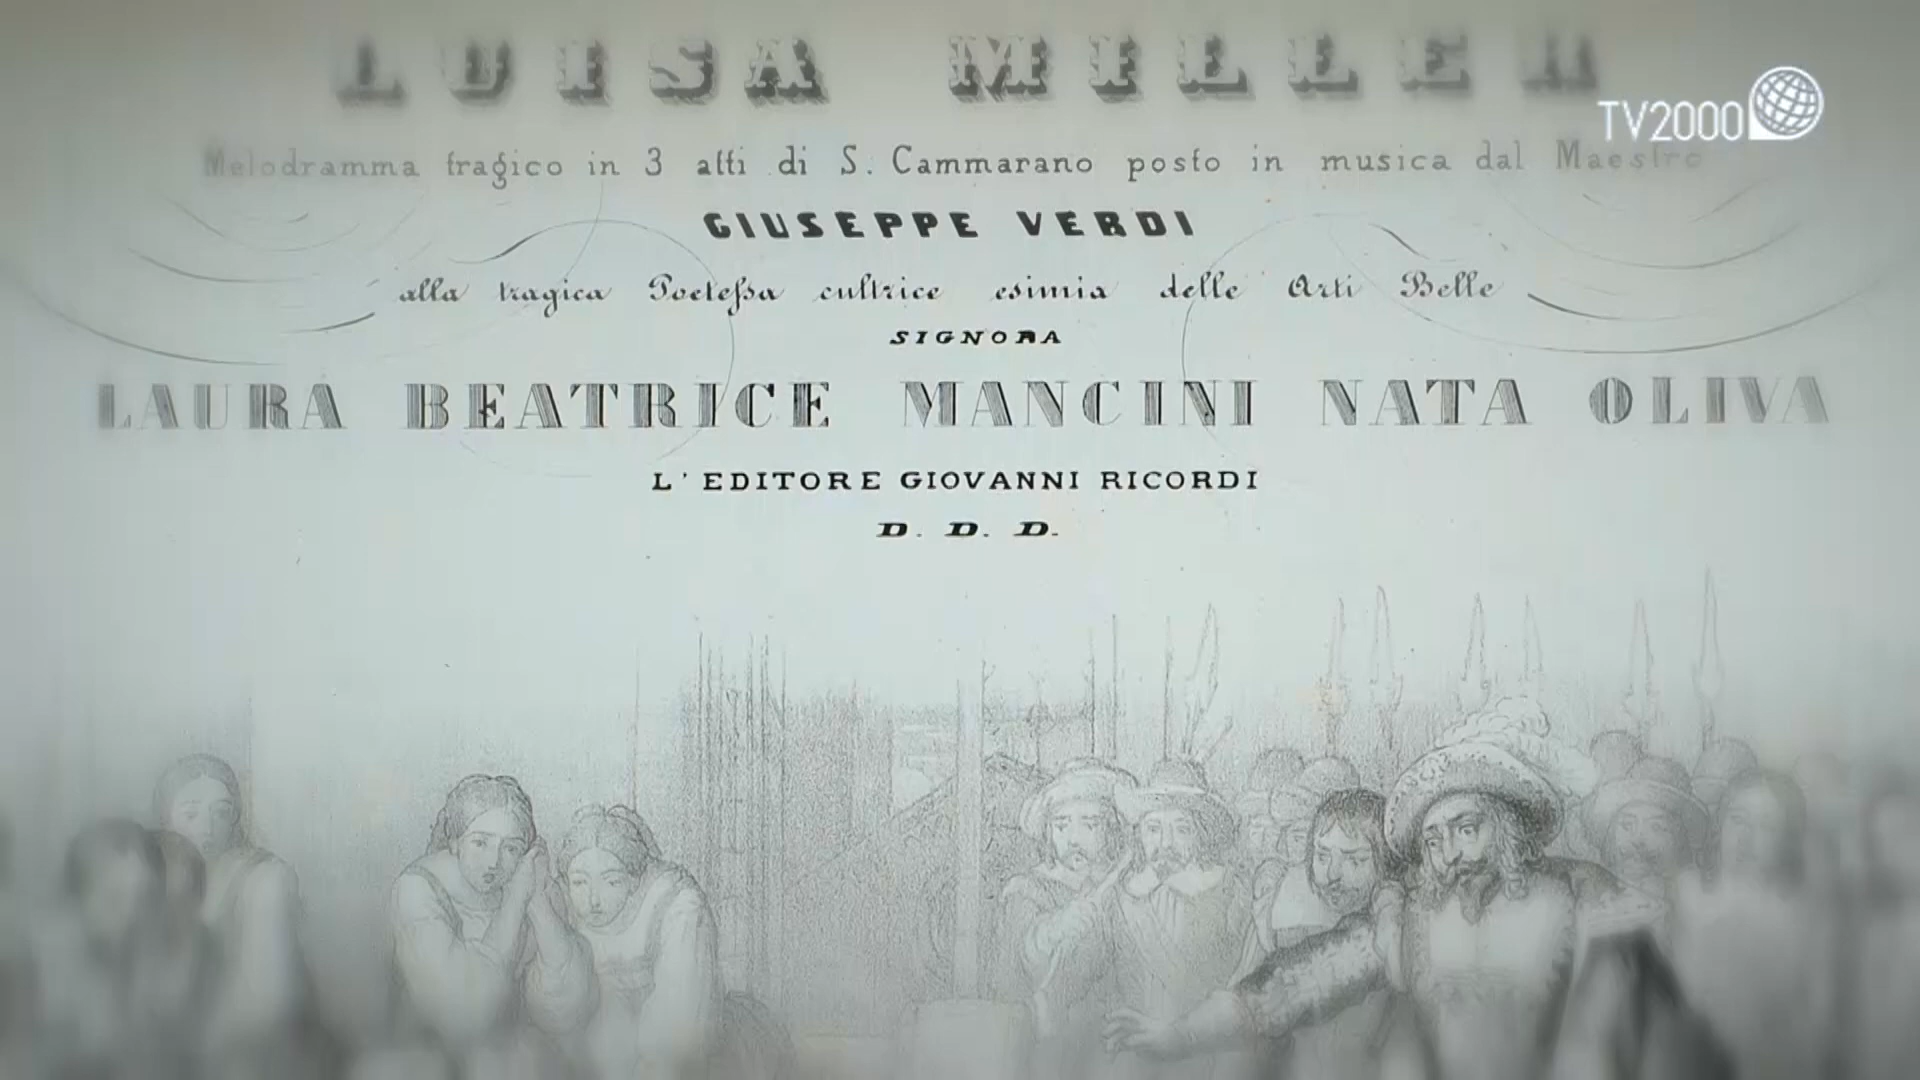 LUISA MILLER
TV2000
Melodramma tragico in 3 atti di S. Cammarano posto in musica dal Maestro
GIUSEPPE VERDI
alla tragica Poetessa cultrice esimia delle Arti Belle
SIGNORA
LAURA BEATRICE MANCINI NATA OLIVA
L'EDITORE GIOVANNI RICORDI
D. D. D.